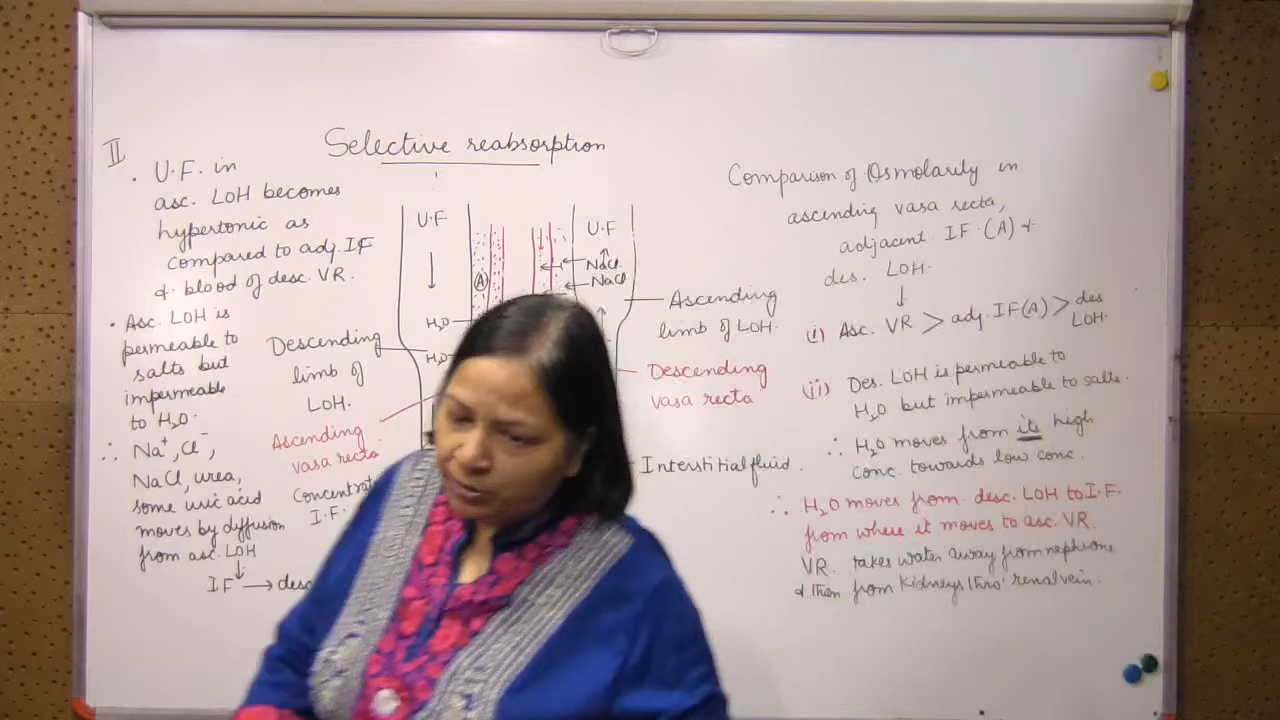 II
Selective reabsorption
. U.F. in
asc. LOH becomes
hypertonic as
compared to adj. IF
& blood of desc. VR.
. Asc. LOH is
permeable to
salts but
impermeable
to H₂O.
∴ Na⁺, Cl⁻,
NaCl, urea,
some uric acid
moves by diffusion
from asc. LOH
↓
IF → desc
U.F
↓
A
H₂O
H₂O
U.F
↑
NaCl
NaCl
Descending
limb of
LOH.
Ascending
vasa recta
I.F.
Ascending
limb of LOH.
Descending
vasa recta
Interstitial fluid.
Comparison of Osmolarity in
ascending vasa recta,
adjacent IF (A) +
des. LOH.
↓
(i) Asc. VR > adj. IF(A) > des
LOH.
(ii) Des. LOH is permeable to
H₂O but impermeable to salts.
∴ H₂O moves from its high
conc. towards low conc.
∴ H₂O moves from desc. LOH to I.F.
from where it moves to asc. VR.
VR takes water away from nephrons
& then from Kidneys thro' renal vein.